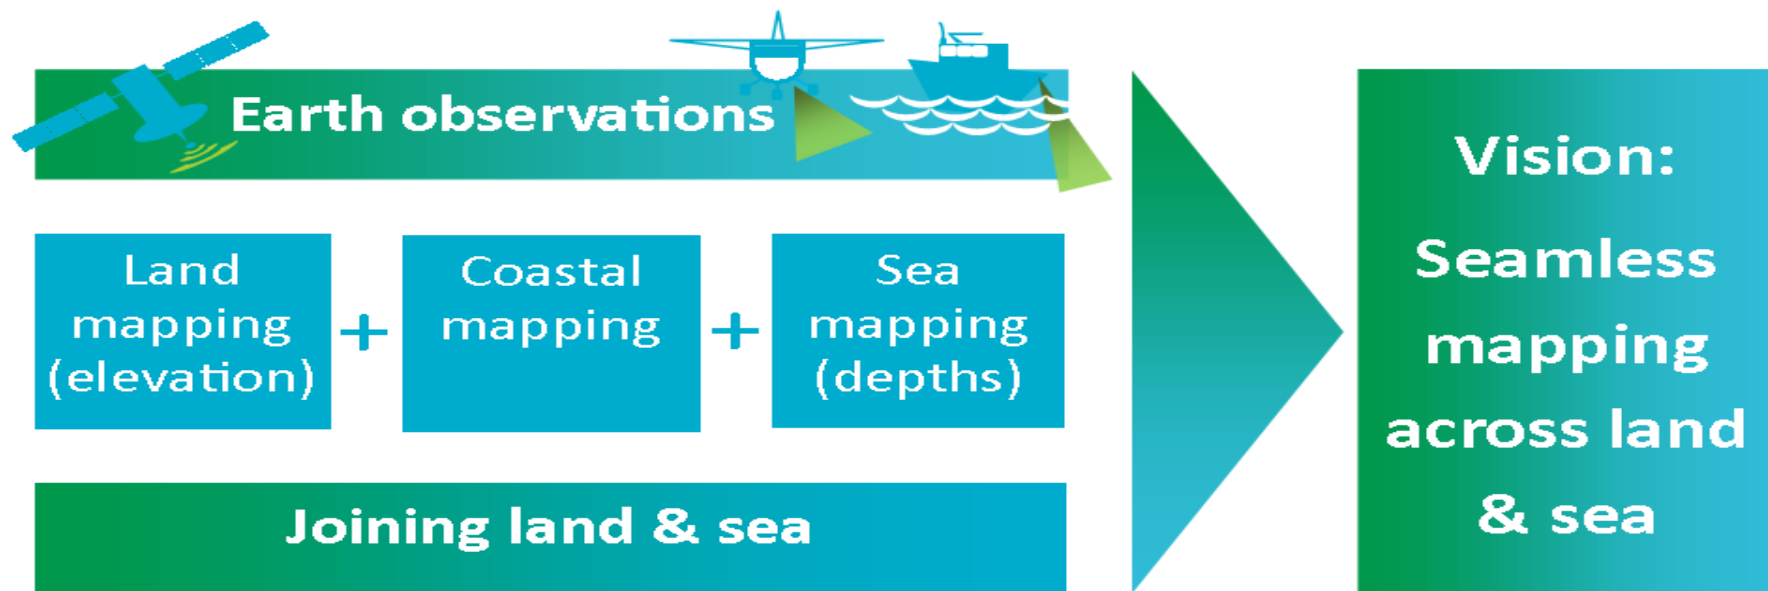 Earth observations
Land
mapping
(elevation)
+
Coastal
mapping
+
Sea
mapping
(depths)
Joining land & sea
Vision:
Seamless
mapping
across land
& sea